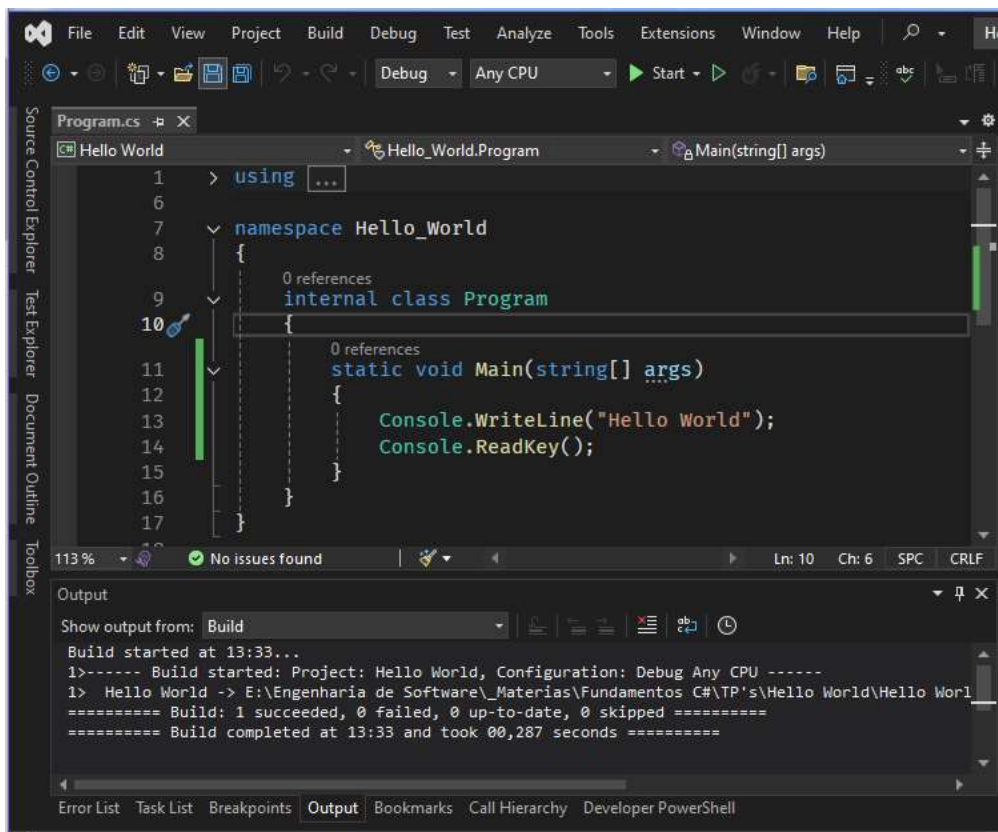 File Edit View Project Build Debug Test Analyze Tools Extensions Window Help
Debug Any CPU Start
Program.cs
C# Hello World Hello_World.Program Main(string[] args)
1 using ...
6
7 namespace Hello_World
8 {
0 references
9 internal class Program
10 {
0 references
11 static void Main(string[] args)
12 {
13 Console.WriteLine("Hello World");
14 Console.ReadKey();
15 }
16 }
17 }
113 % No issues found Ln: 10 Ch: 6 SPC CRLF
Source Control Explorer
Test Explorer
Document Outline
Toolbox
Output
Show output from: Build
Build started at 13:33...
1>------ Build started: Project: Hello World, Configuration: Debug Any CPU ------
1> Hello World -> E:\Engenharia de Software\_Materias\Fundamentos C#\TP's\Hello World\Hello Worl
========== Build: 1 succeeded, 0 failed, 0 up-to-date, 0 skipped ==========
========== Build completed at 13:33 and took 00,287 seconds ==========
Error List Task List Breakpoints Output Bookmarks Call Hierarchy Developer PowerShell